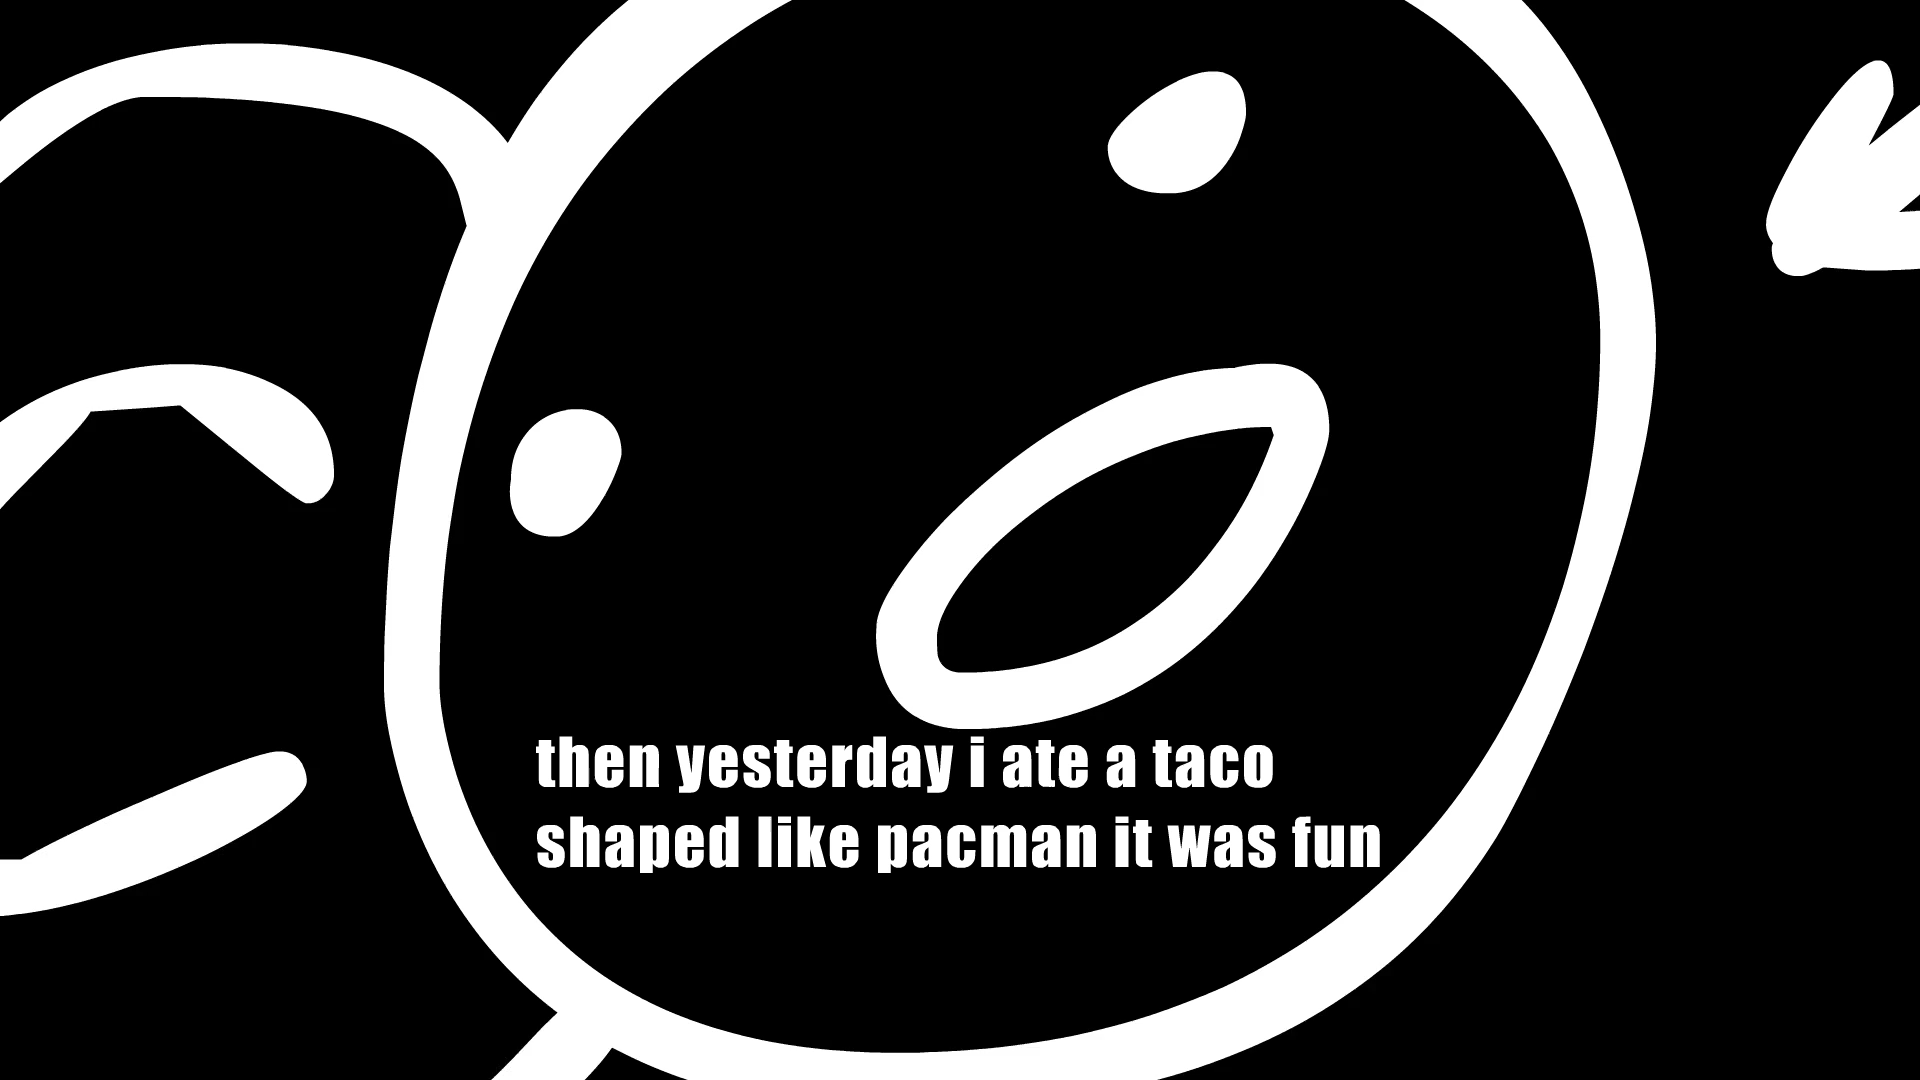 then yesterday i ate a taco
shaped like pacman it was fun